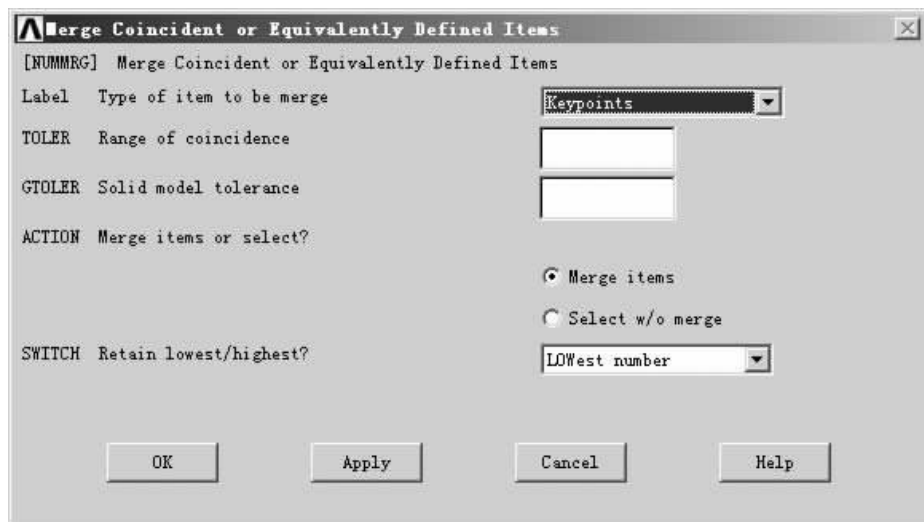 Merge Coincident or Equivalently Defined Items
[NUMMRG] Merge Coincident or Equivalently Defined Items
Label Type of item to be merge Keypoints
TOLER Range of coincidence
GTOLER Solid model tolerance
ACTION Merge items or select?
Merge items
Select w/o merge
SWITCH Retain lowest/highest? LOWest number
OK Apply Cancel Help